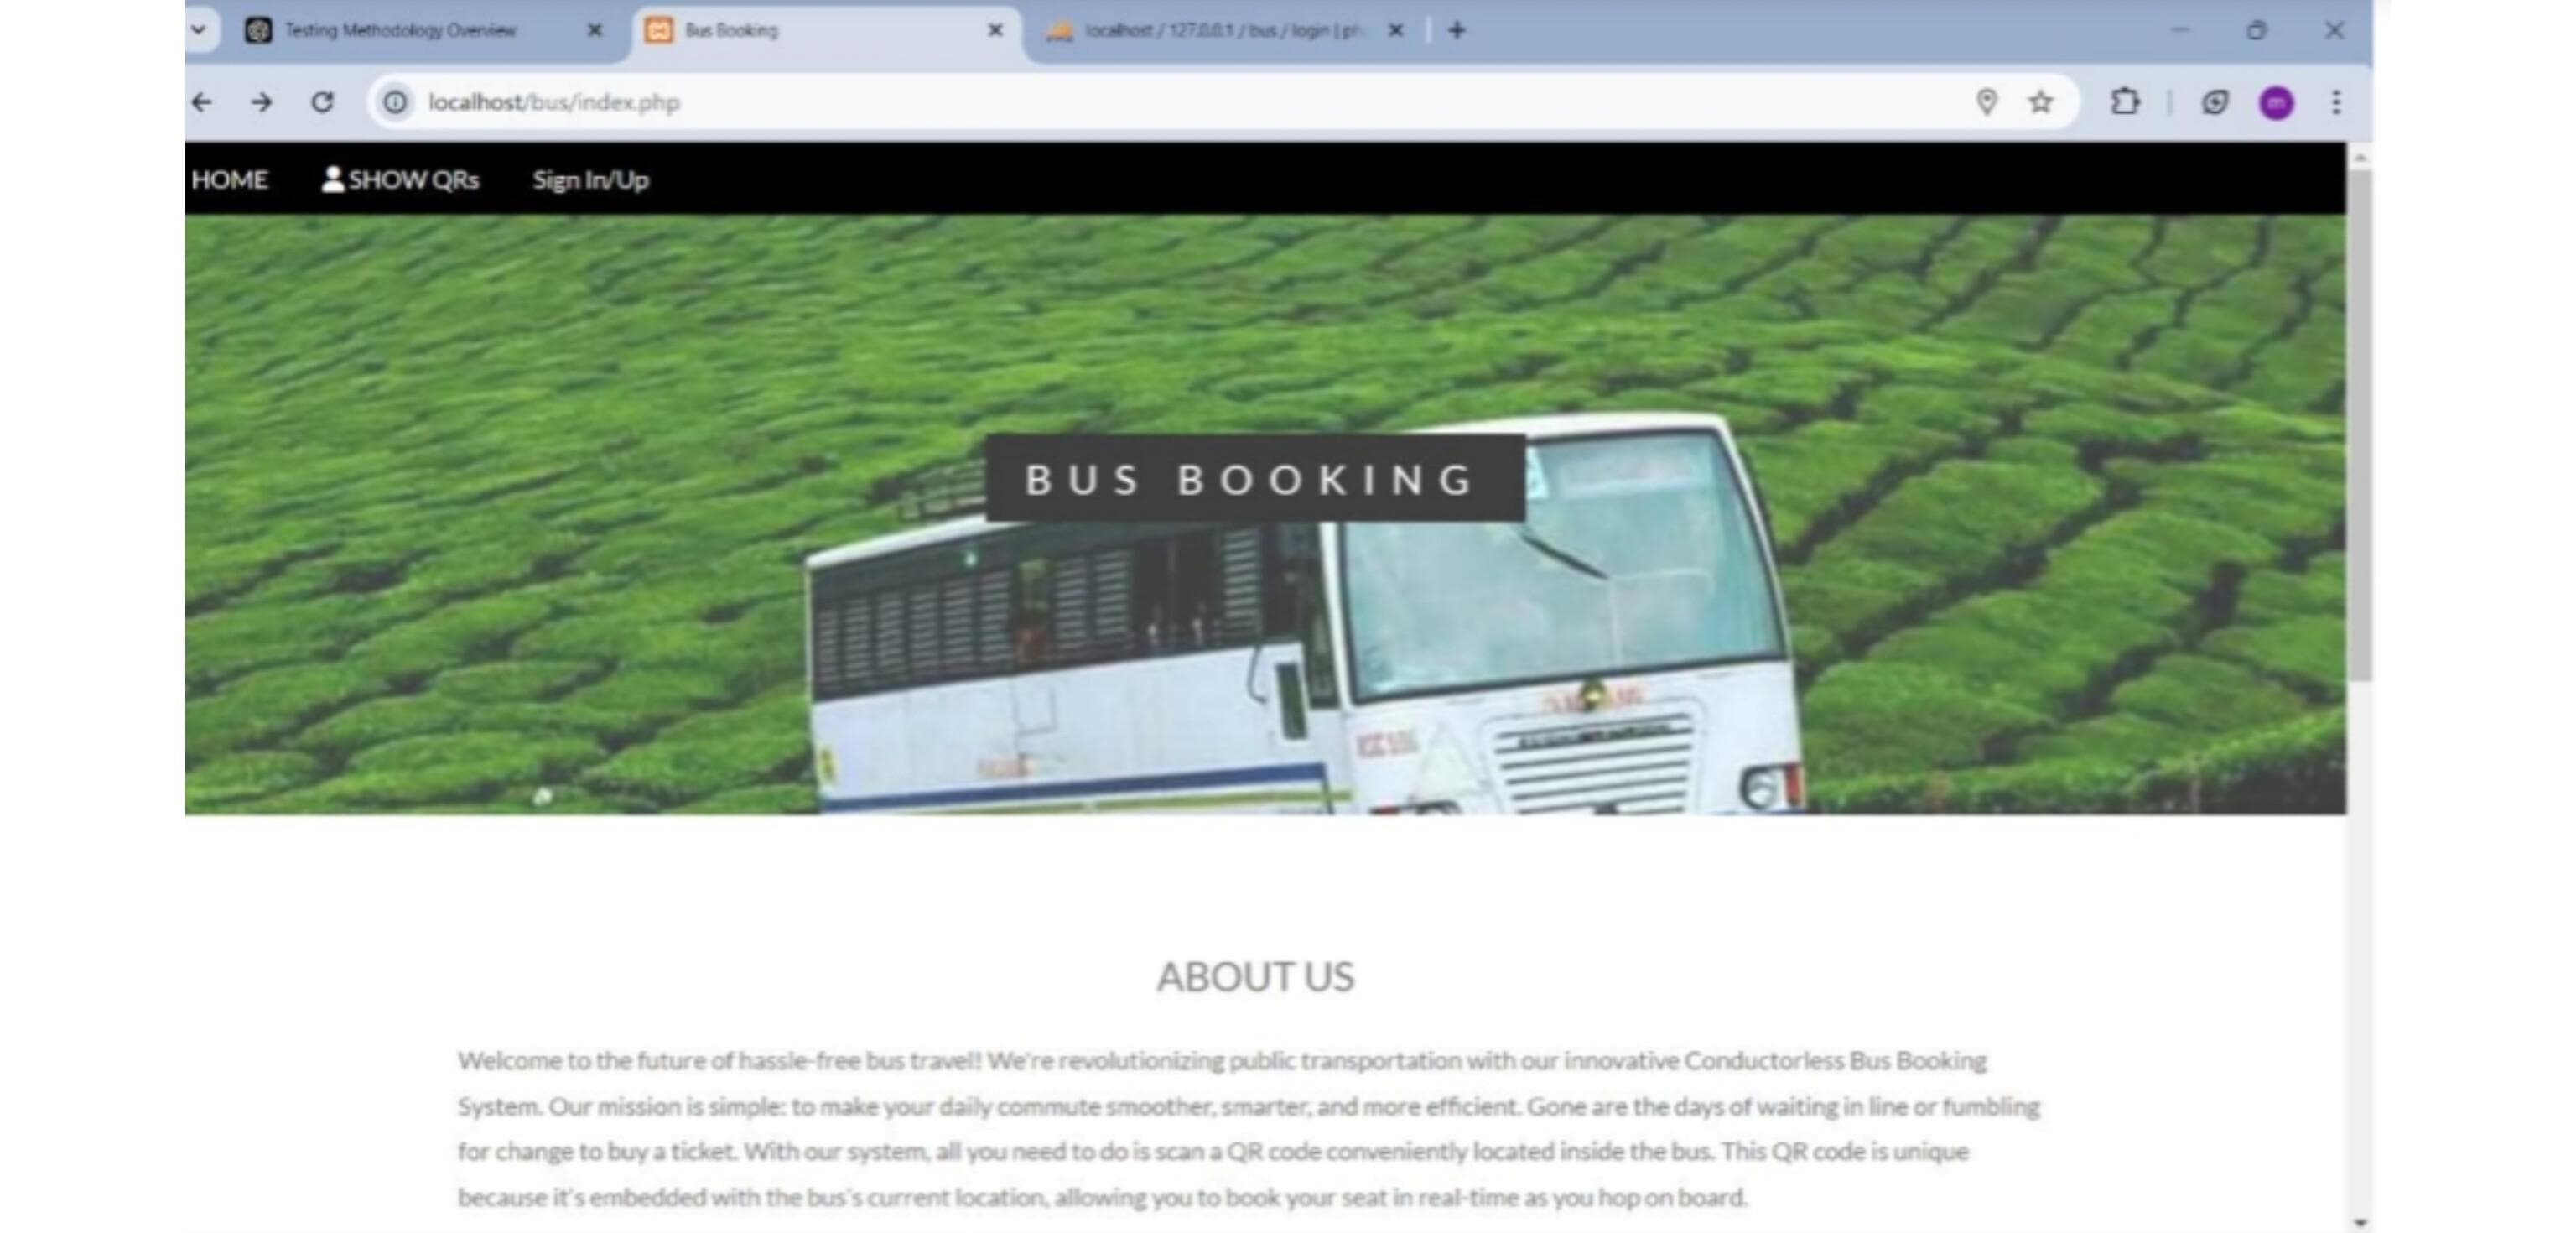 Testing Methodology Overview
Bus Booking
localhost / 127.0.0.1 / bus / login | ph
localhost/bus/index.php
m
HOME SHOW QRs Sign In/Up
BUS BOOKING
ABOUT US
Welcome to the future of hassle-free bus travel! We're revolutionizing public transportation with our innovative Conductorless Bus Booking
System. Our mission is simple: to make your daily commute smoother, smarter, and more efficient. Gone are the days of waiting in line or fumbling
for change to buy a ticket. With our system, all you need to do is scan a QR code conveniently located inside the bus. This QR code is unique
because it's embedded with the bus's current location, allowing you to book your seat in real-time as you hop on board.